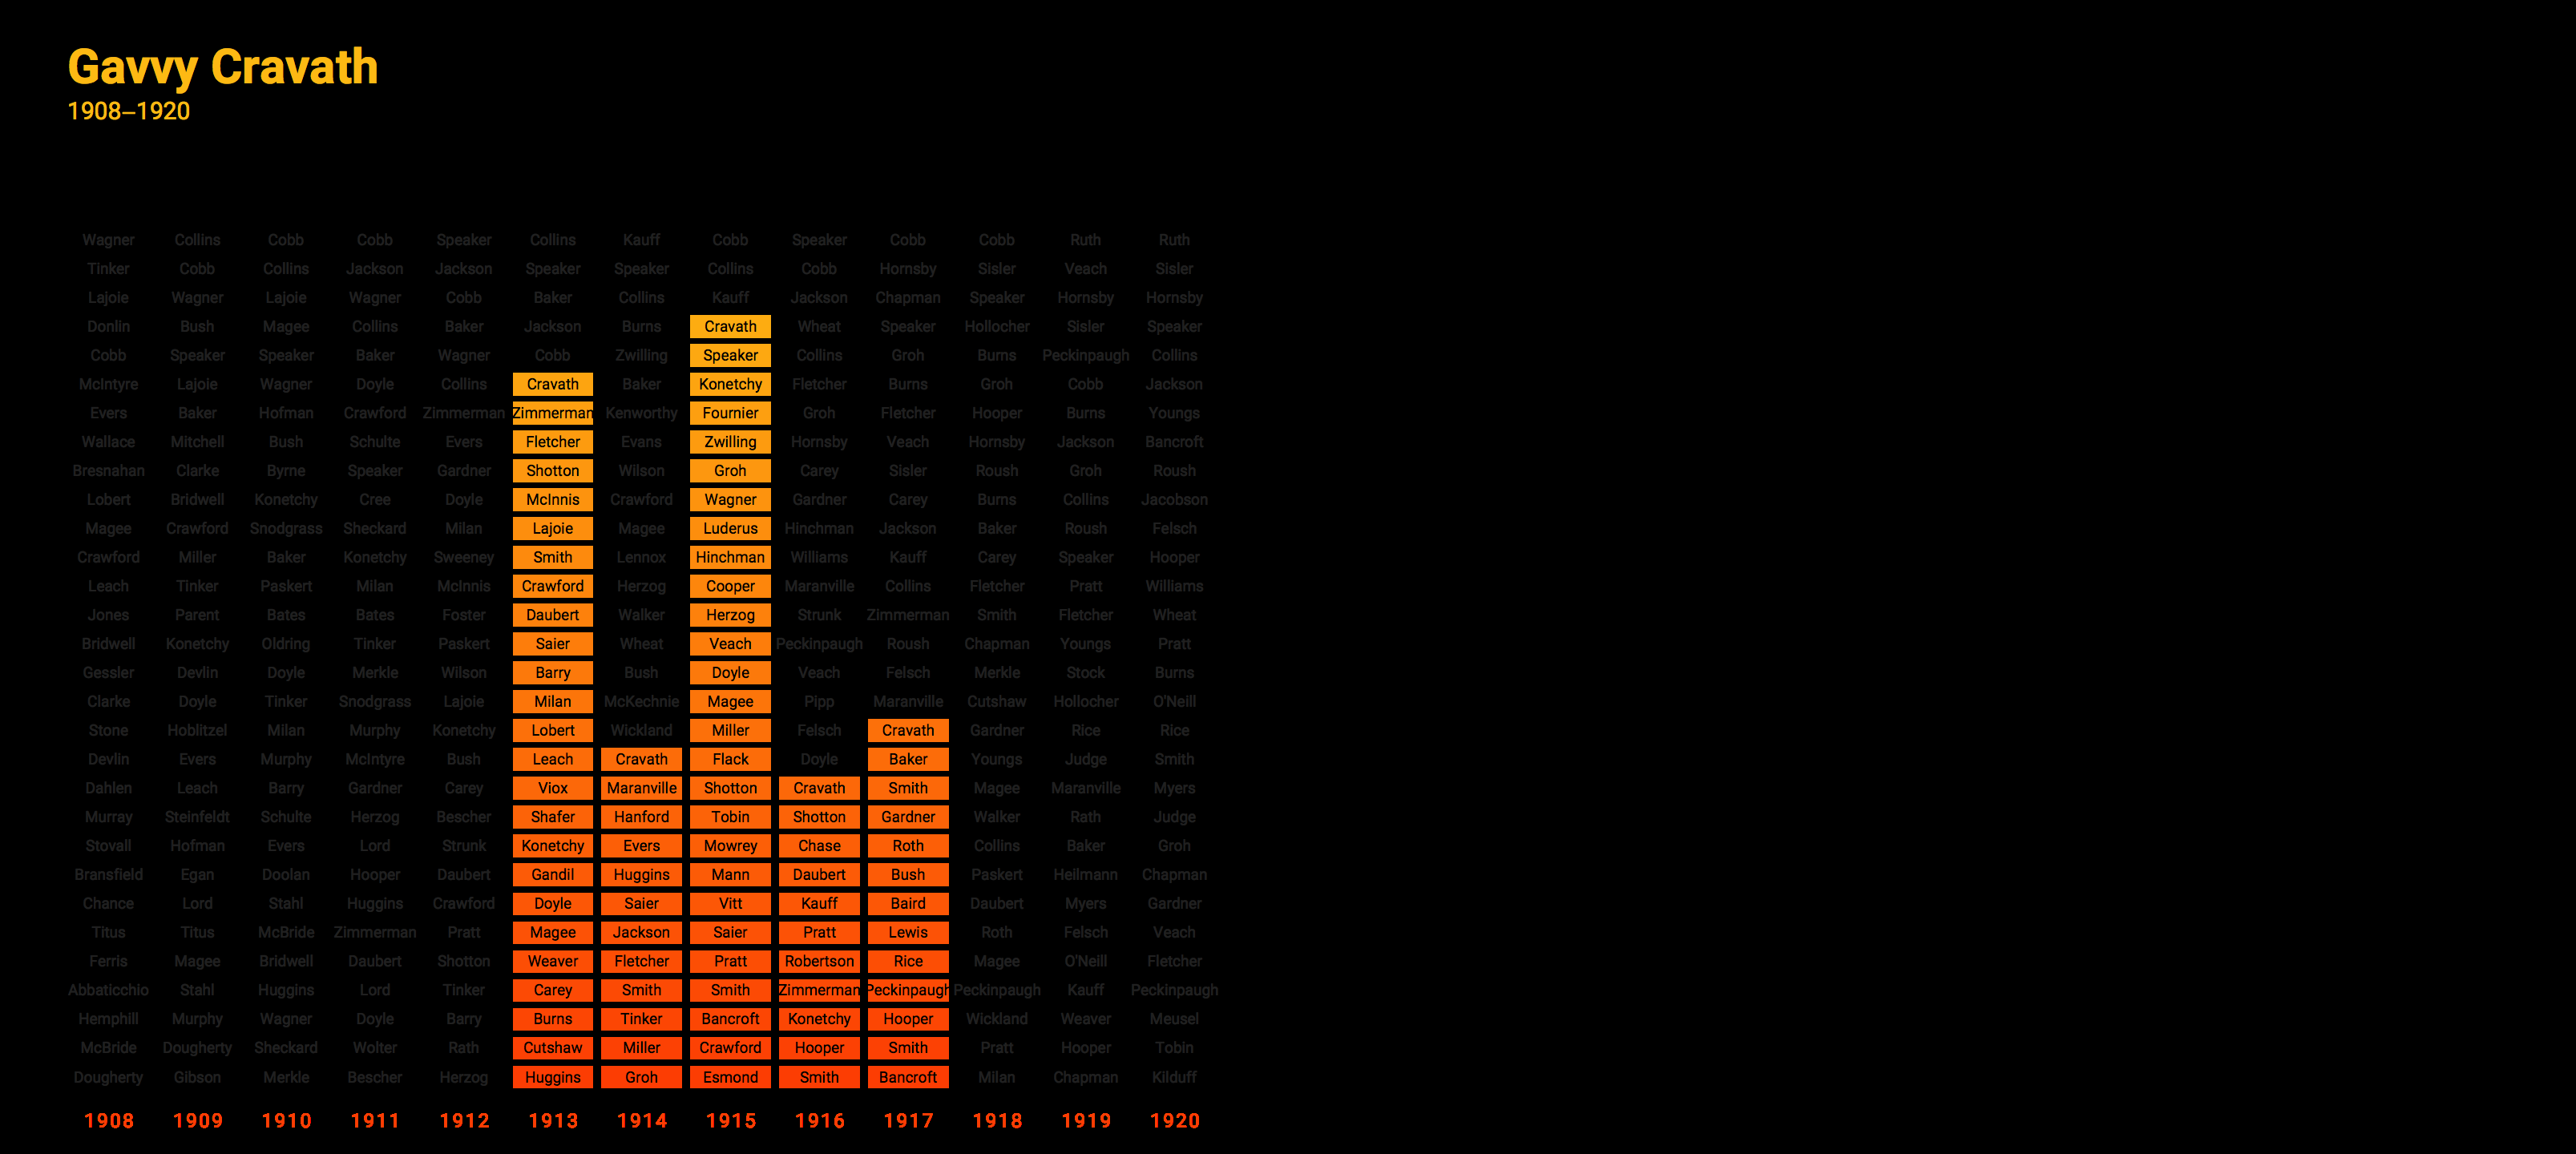 Gavvy Cravath
1908–1920
Wagner Collins Cobb Cobb Speaker Collins Kauff Cobb Speaker Cobb Cobb Ruth Ruth
Tinker Cobb Collins Jackson Jackson Speaker Speaker Collins Cobb Hornsby Sisler Veach Sisler
Lajoie Wagner Lajoie Wagner Cobb Baker Collins Kauff Jackson Chapman Speaker Hornsby Hornsby
Donlin Bush Magee Collins Baker Jackson Burns Cravath Wheat Speaker Hollocher Sisler Speaker
Cobb Speaker Speaker Baker Wagner Cobb Zwilling Speaker Collins Groh Burns Peckinpaugh Collins
McIntyre Lajoie Wagner Doyle Collins Cravath Baker Konetchy Fletcher Burns Groh Cobb Jackson
Evers Baker Hofman Crawford Zimmerman Zimmerman Kenworthy Fournier Groh Fletcher Hooper Burns Youngs
Wallace Mitchell Bush Schulte Evers Fletcher Evans Zwilling Hornsby Veach Hornsby Jackson Bancroft
Bresnahan Clarke Byrne Speaker Gardner Shotton Wilson Groh Carey Sisler Roush Groh Roush
Lobert Bridwell Konetchy Cree Doyle McInnis Crawford Wagner Gardner Carey Burns Collins Jacobson
Magee Crawford Snodgrass Sheckard Milan Lajoie Magee Luderus Hinchman Jackson Baker Roush Felsch
Crawford Miller Baker Konetchy Sweeney Smith Lennox Hinchman Williams Kauff Carey Speaker Hooper
Leach Tinker Paskert Milan McInnis Crawford Herzog Cooper Maranville Collins Fletcher Pratt Williams
Jones Parent Bates Bates Foster Daubert Walker Herzog Strunk Zimmerman Smith Fletcher Wheat
Bridwell Konetchy Oldring Tinker Paskert Saier Wheat Veach Peckinpaugh Roush Chapman Youngs Pratt
Gessler Devlin Doyle Merkle Wilson Barry Bush Doyle Veach Felsch Merkle Stock Burns
Clarke Doyle Tinker Snodgrass Lajoie Milan McKechnie Magee Pipp Maranville Cutshaw Hollocher O'Neill
Stone Hoblitzel Milan Murphy Konetchy Lobert Wickland Miller Felsch Cravath Gardner Rice Rice
Devlin Evers Murphy McIntyre Bush Leach Cravath Flack Doyle Baker Youngs Judge Smith
Dahlen Leach Barry Gardner Carey Viox Maranville Shotton Cravath Smith Magee Maranville Myers
Murray Steinfeldt Schulte Herzog Bescher Shafer Hanford Tobin Shotton Gardner Walker Rath Judge
Stovall Hofman Evers Lord Strunk Konetchy Evers Mowrey Chase Roth Collins Baker Groh
Bransfield Egan Doolan Hooper Daubert Gandil Huggins Mann Daubert Bush Paskert Heilmann Chapman
Chance Lord Stahl Huggins Crawford Doyle Saier Vitt Kauff Baird Daubert Myers Gardner
Titus Titus McBride Zimmerman Pratt Magee Jackson Saier Pratt Lewis Roth Felsch Veach
Ferris Magee Bridwell Daubert Shotton Weaver Fletcher Pratt Robertson Rice Magee O'Neill Fletcher
Abbaticchio Stahl Huggins Lord Tinker Carey Smith Smith Zimmerman Peckinpaugh Peckinpaugh Kauff Peckinpaugh
Hemphill Murphy Wagner Doyle Barry Burns Tinker Bancroft Konetchy Hooper Wickland Weaver Meusel
McBride Dougherty Sheckard Wolter Rath Cutshaw Miller Crawford Hooper Smith Pratt Hooper Tobin
Dougherty Gibson Merkle Bescher Herzog Huggins Groh Esmond Smith Bancroft Milan Chapman Kilduff
1908 1909 1910 1911 1912 1913 1914 1915 1916 1917 1918 1919 1920